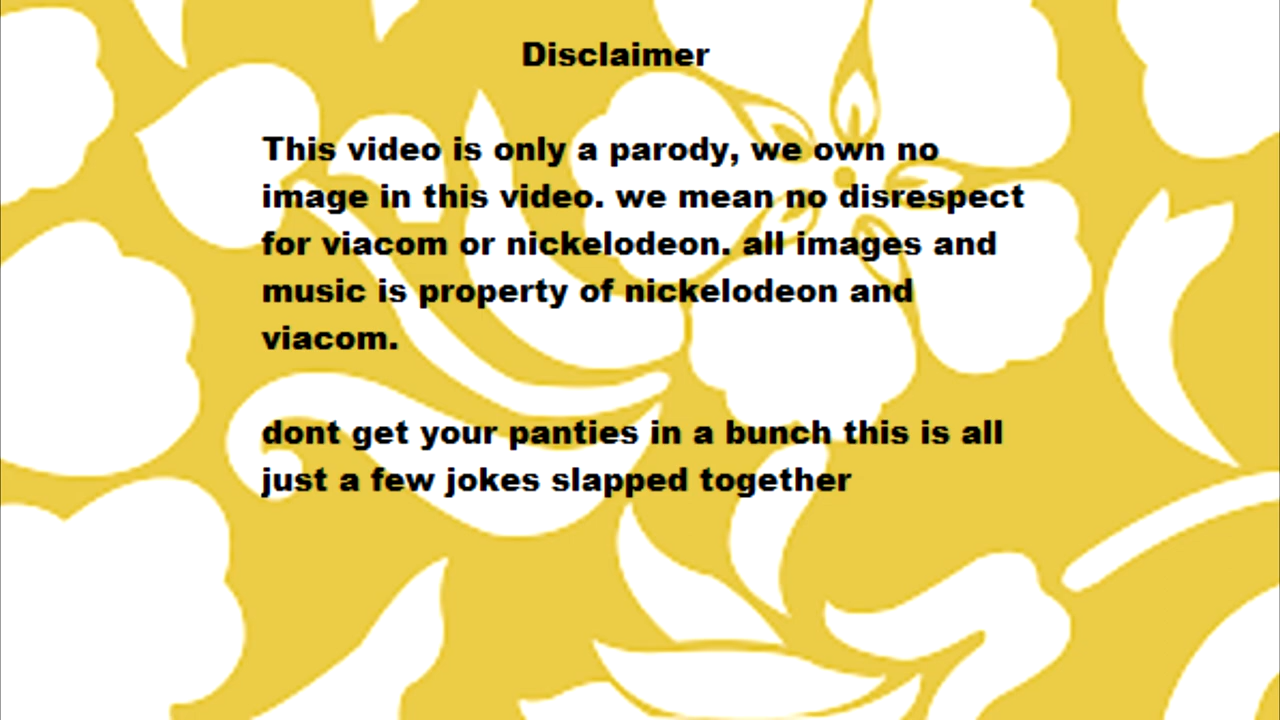 Disclaimer
This video is only a parody, we own no
image in this video. we mean no disrespect
for viacom or nickelodeon. all images and
music is property of nickelodeon and
viacom.
dont get your panties in a bunch this is all
just a few jokes slapped together